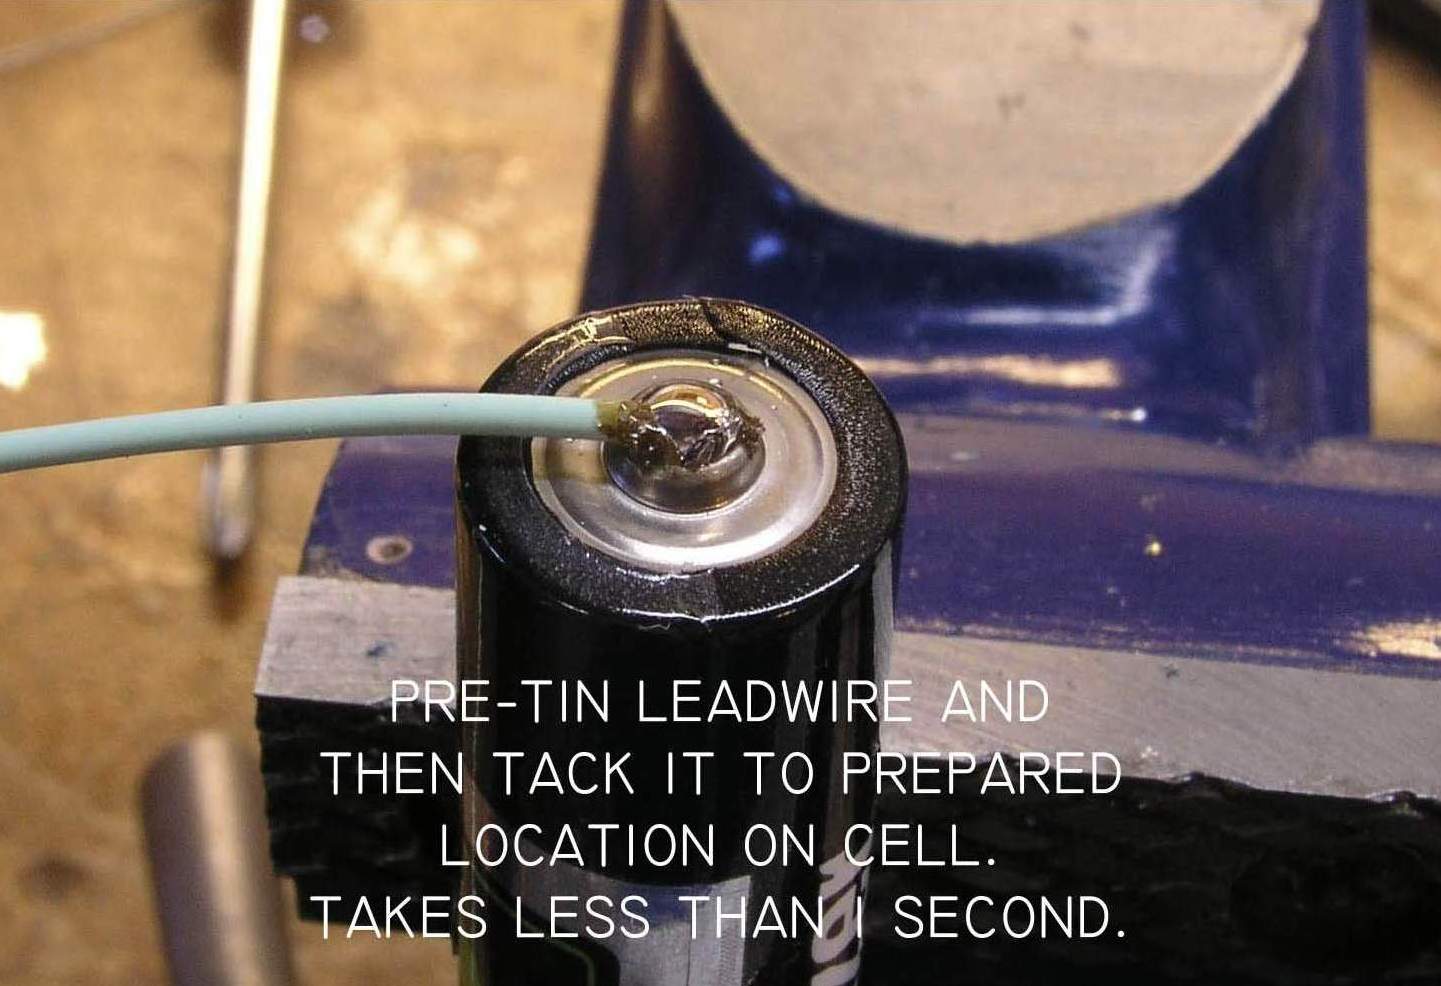 PRE-TIN LEADWIRE AND
THEN TACK IT TO PREPARED
LOCATION ON CELL.
TAKES LESS THAN 1 SECOND.